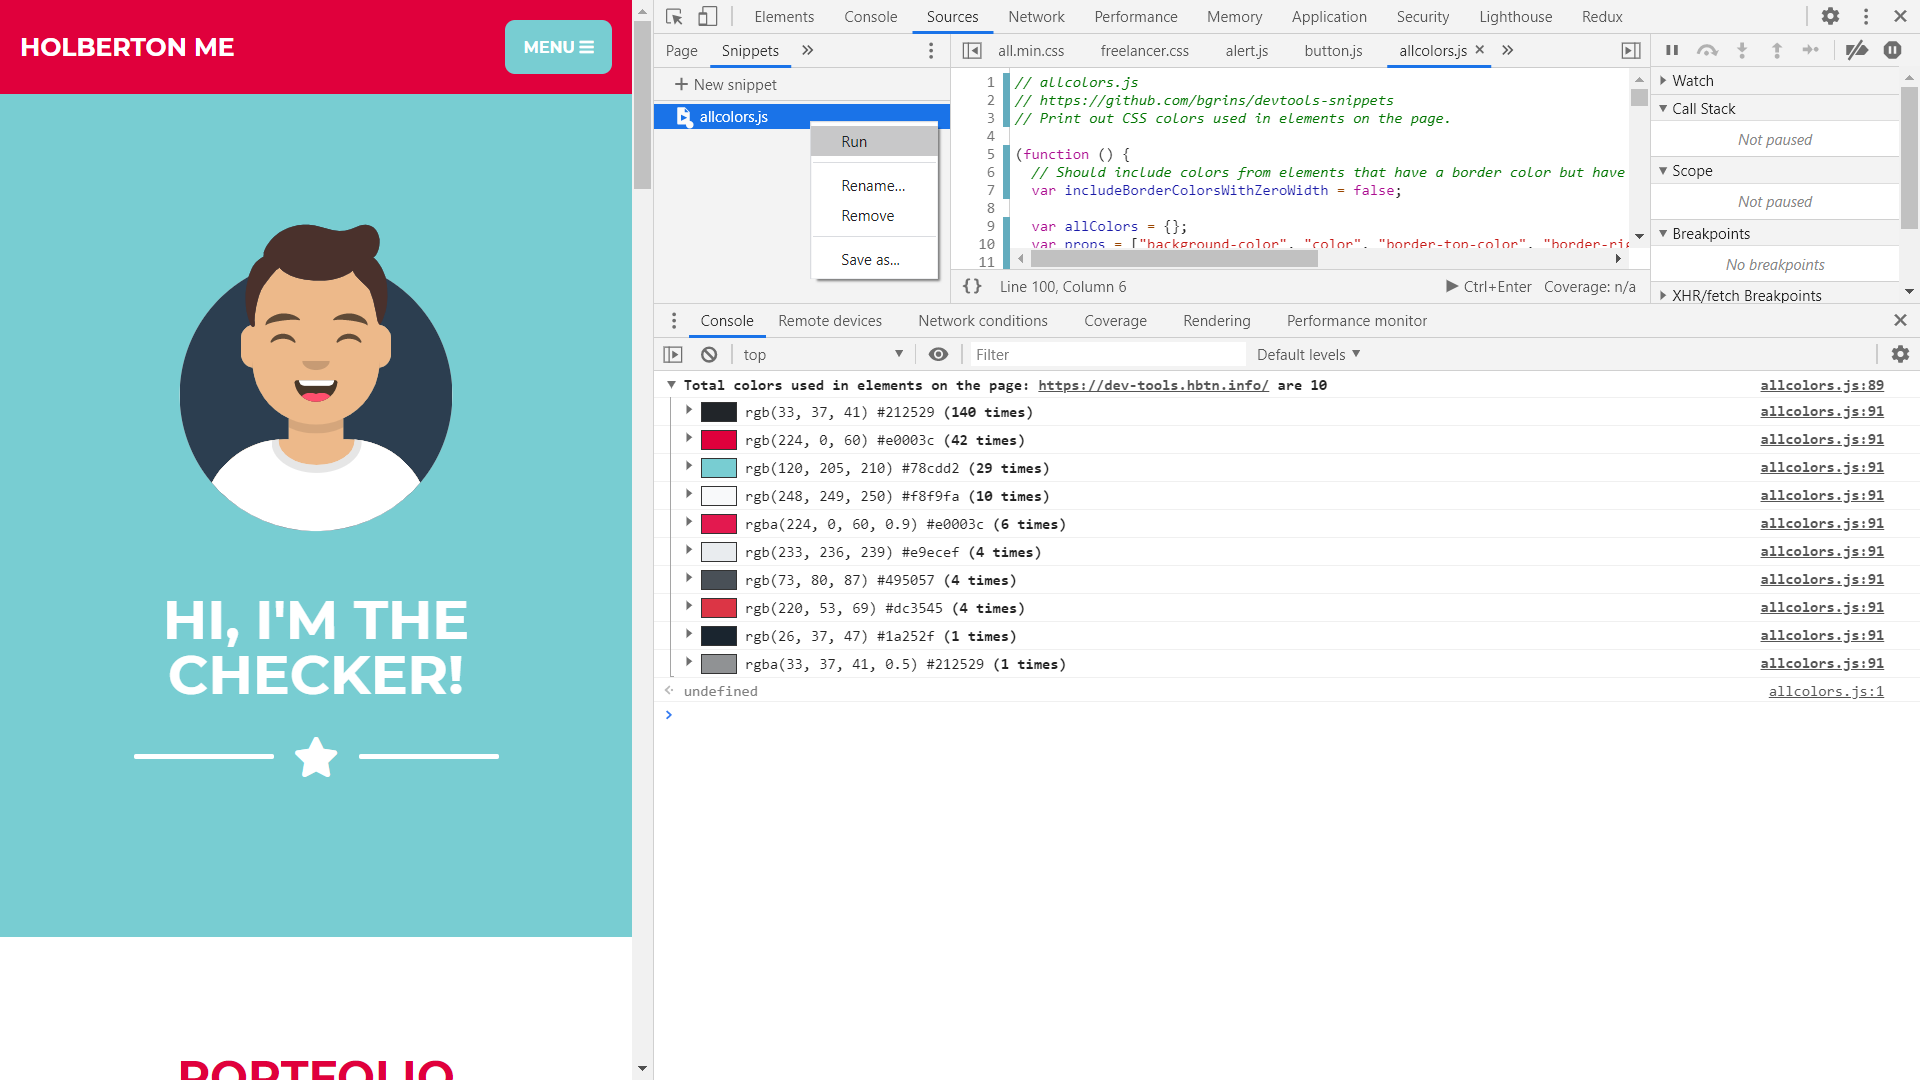 HOLBERTON ME
MENU
HI, I'M THE
CHECKER!
PORTFOLIO
Elements Console Sources Network Performance Memory Application Security Lighthouse Redux
Page Snippets
New snippet
allcolors.js
Run
Rename...
Remove
Save as...
all.min.css freelancer.css alert.js button.js allcolors.js
1 // allcolors.js
2 // https://github.com/bgrins/devtools-snippets
3 // Print out CSS colors used in elements on the page.
4
5 (function () {
6 // Should include colors from elements that have a border color but have
7 var includeBorderColorsWithZeroWidth = false;
8
9 var allColors = {};
10 var props = ["background-color", "color", "border-top-color", "border-rig
11
{} Line 100, Column 6 Ctrl+Enter Coverage: n/a
Watch
Call Stack
Not paused
Scope
Not paused
Breakpoints
No breakpoints
XHR/fetch Breakpoints
Console Remote devices Network conditions Coverage Rendering Performance monitor
top Filter Default levels
Total colors used in elements on the page: https://dev-tools.hbtn.info/ are 10 allcolors.js:89
rgb(33, 37, 41) #212529 (140 times) allcolors.js:91
rgb(224, 0, 60) #e0003c (42 times) allcolors.js:91
rgb(120, 205, 210) #78cdd2 (29 times) allcolors.js:91
rgb(248, 249, 250) #f8f9fa (10 times) allcolors.js:91
rgba(224, 0, 60, 0.9) #e0003c (6 times) allcolors.js:91
rgb(233, 236, 239) #e9ecef (4 times) allcolors.js:91
rgb(73, 80, 87) #495057 (4 times) allcolors.js:91
rgb(220, 53, 69) #dc3545 (4 times) allcolors.js:91
rgb(26, 37, 47) #1a252f (1 times) allcolors.js:91
rgba(33, 37, 41, 0.5) #212529 (1 times) allcolors.js:91
undefined allcolors.js:1